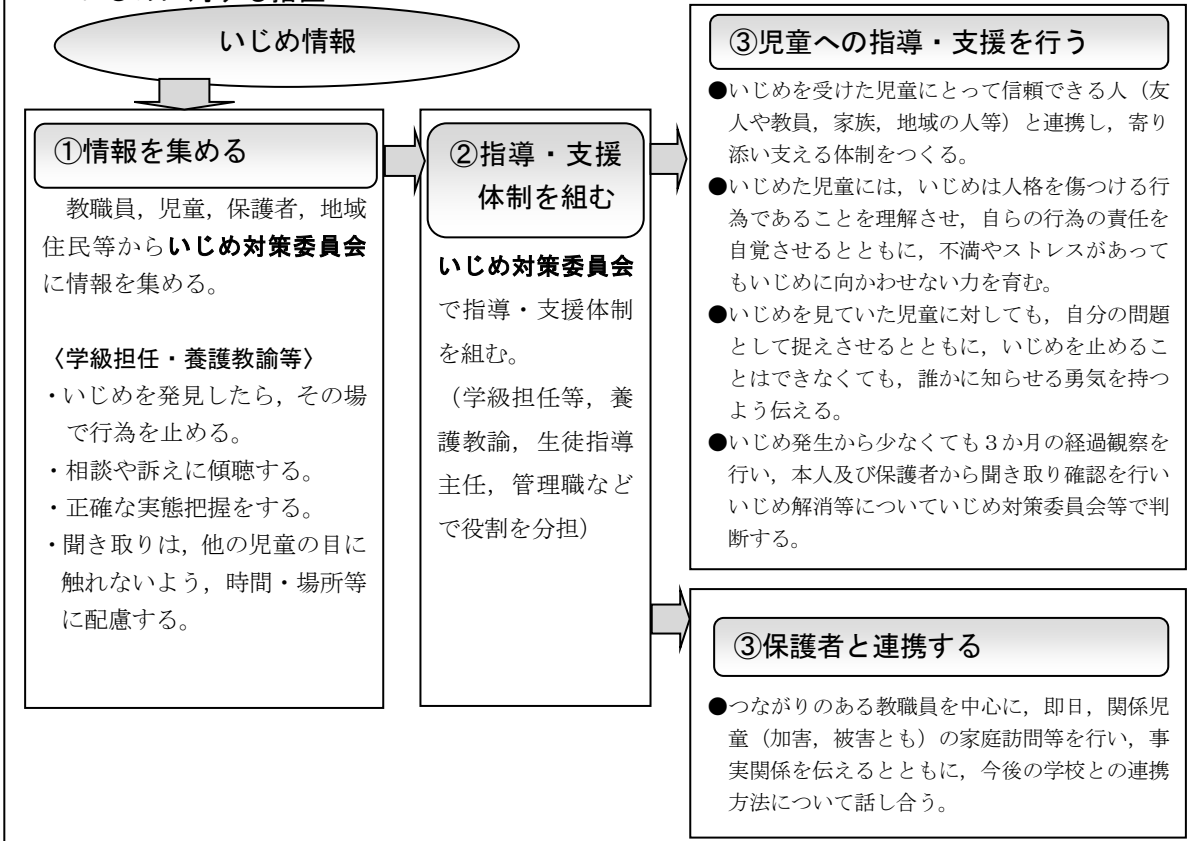 いじめ情報
①情報を集める
教職員，児童，保護者，地域
住民等からいじめ対策委員会
に情報を集める。
〈学級担任・養護教諭等〉
・いじめを発見したら，その場
で行為を止める。
・相談や訴えに傾聴する。
・正確な実態把握をする。
・聞き取りは，他の児童の目に
触れないよう，時間・場所等
に配慮する。
②指導・支援
体制を組む
いじめ対策委員会
で指導・支援体制
を組む。
（学級担任等，養
護教諭，生徒指導
主任，管理職など
で役割を分担）
③児童への指導・支援を行う
●いじめを受けた児童にとって信頼できる人（友
人や教員，家族，地域の人等）と連携し，寄り
添い支える体制をつくる。
●いじめた児童には，いじめは人格を傷つける行
為であることを理解させ，自らの行為の責任を
自覚させるとともに，不満やストレスがあって
もいじめに向かわせない力を育む。
●いじめを見ていた児童に対しても，自分の問題
として捉えさせるとともに，いじめを止めるこ
とはできなくても，誰かに知らせる勇気を持つ
よう伝える。
●いじめ発生から少なくても３か月の経過観察を
行い，本人及び保護者から聞き取り確認を行い
いじめ解消等についていじめ対策委員会等で判
断する。
③保護者と連携する
●つながりのある教職員を中心に，即日，関係児
童（加害，被害とも）の家庭訪問等を行い，事
実関係を伝えるとともに，今後の学校との連携
方法について話し合う。